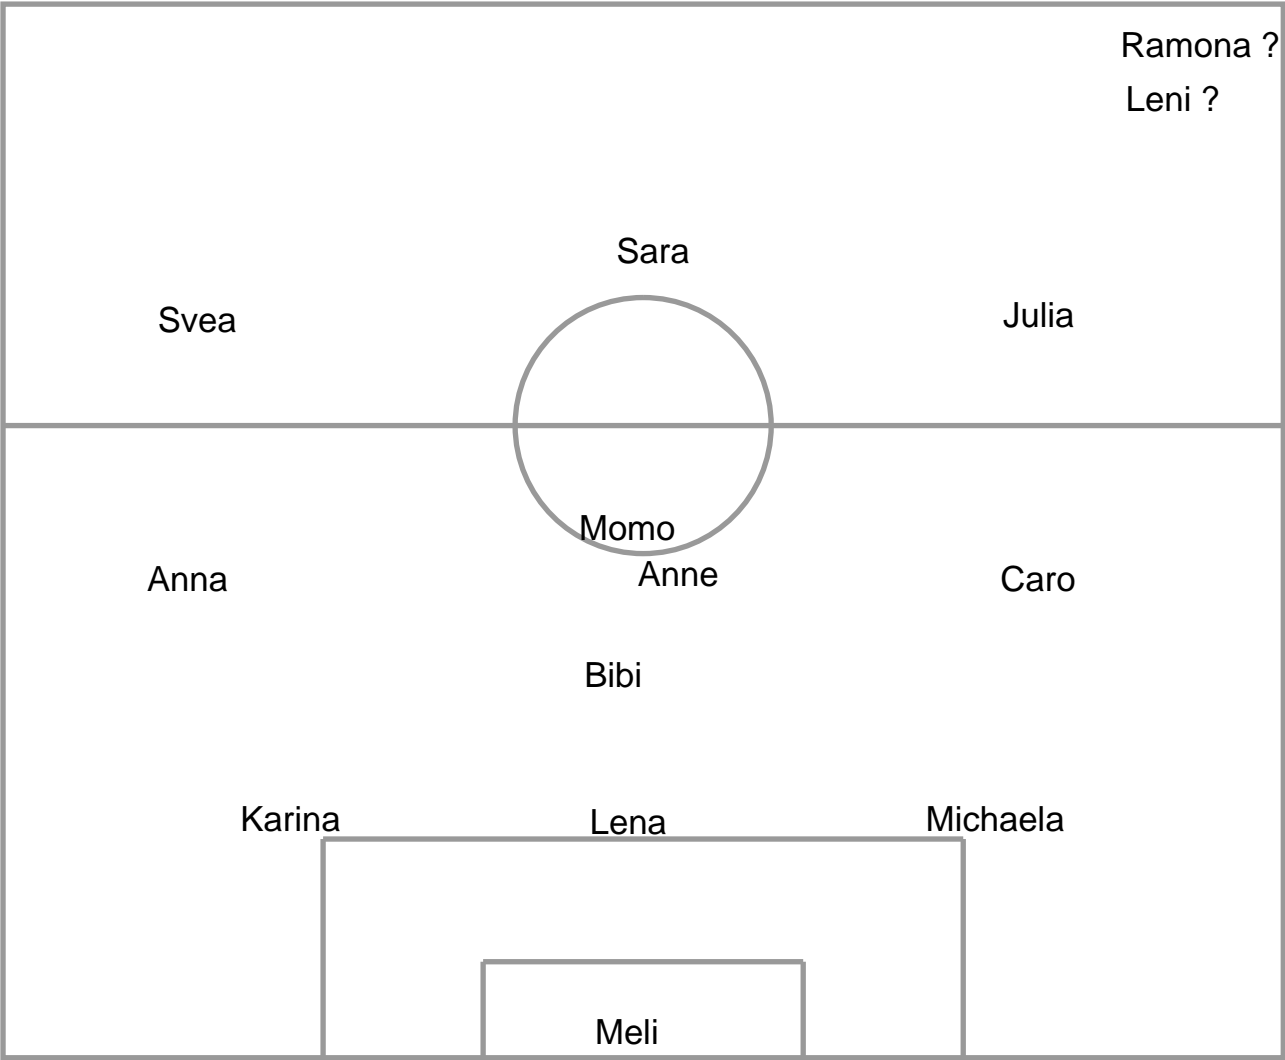 Ramona ?
Leni ?
Sara
Svea
Julia
Momo
Anne
Anna
Caro
Bibi
Karina
Lena
Michaela
Meli